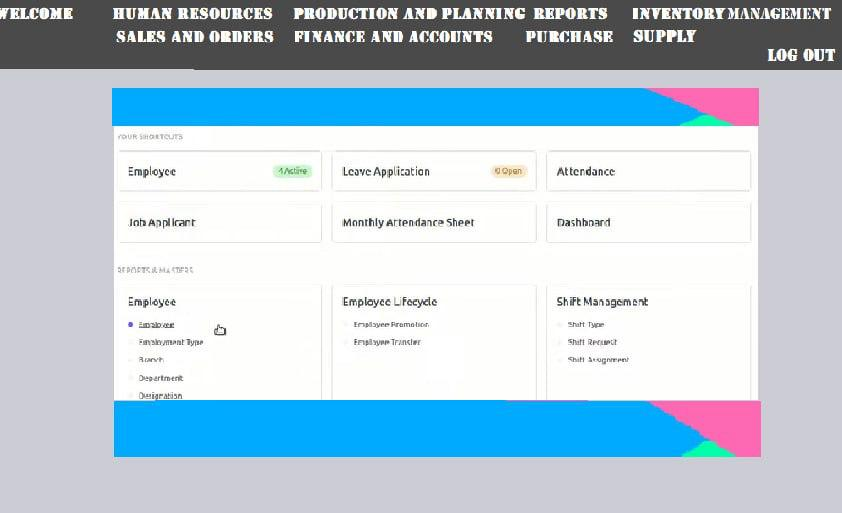 WELCOME HUMAN RESOURCES PRODUCTION AND PLANNING REPORTS INVENTORY MANAGEMENT
SALES AND ORDERS FINANCE AND ACCOUNTS PURCHASE SUPPLY
LOG OUT
YOUR SHORTCUTS
Employee 4 Active Leave Application 0 Open Attendance
Job Applicant Monthly Attendance Sheet Dashboard
REPORTS & MASTERS
Employee Employee Lifecycle Shift Management
Employee Employee Promotion Shift Type
Employment Type Employee Transfer Shift Request
Branch Shift Assignment
Department
Designation